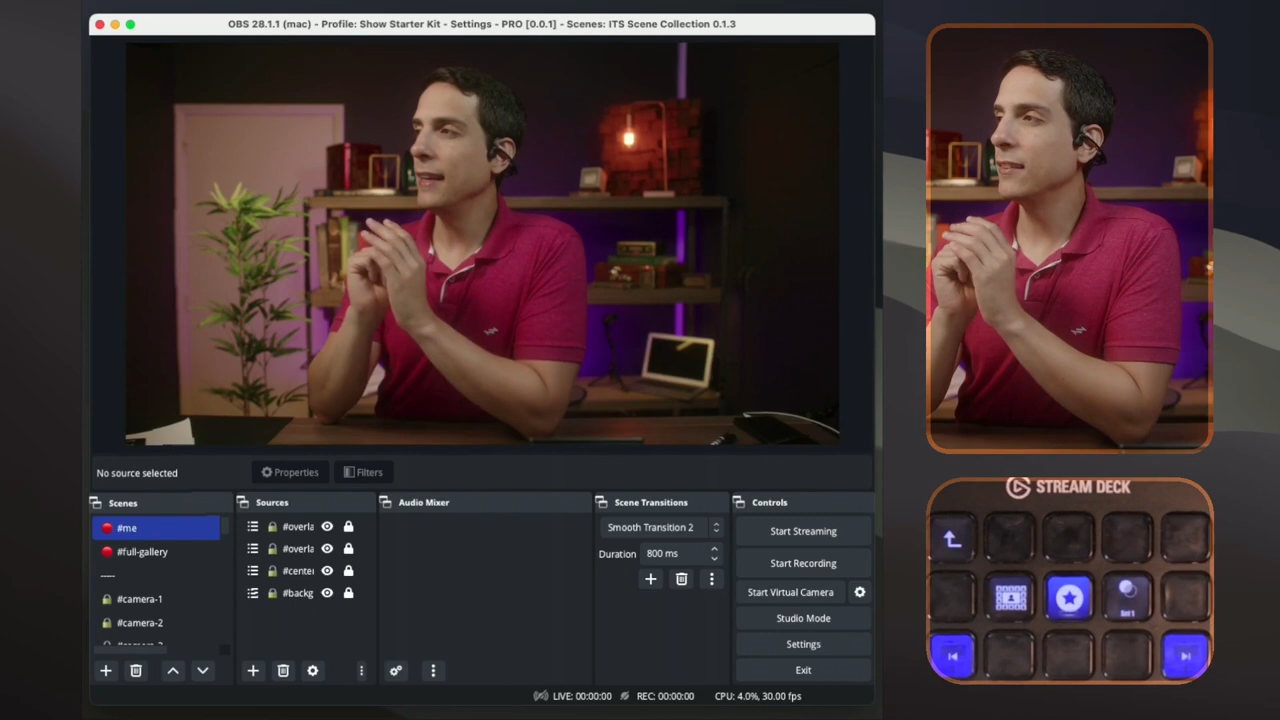 OBS 28.1.1 (mac) - Profile: Show Starter Kit - Settings - PRO [0.0.1] - Scenes: ITS Scene Collection 0.1.3
No source selected
Properties
Filters
Scenes
#me
#full-gallery
-----
#camera-1
#camera-2
Sources
#overla
#overla
#center
#backg
Audio Mixer
Scene Transitions
Smooth Transition 2
Duration 800 ms
Controls
Start Streaming
Start Recording
Start Virtual Camera
Studio Mode
Settings
Exit
LIVE: 00:00:00
REC: 00:00:00
CPU: 4.0%, 30.00 fps
STREAM DECK